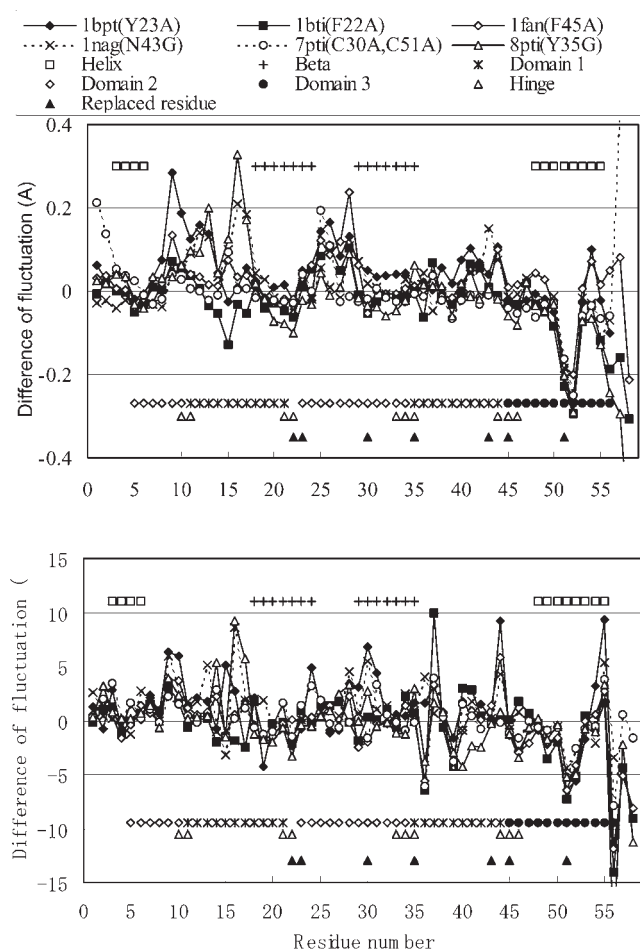 1bpt(Y23A) 1bti(F22A) 1fan(F45A)
1nag(N43G) 7pti(C30A,C51A) 8pti(Y35G)
Helix Beta Domain 1
Domain 2 Domain 3 Hinge
Replaced residue
Difference of fluctuation (A)
0.4
0.2
0
-0.2
-0.4
0 5 10 15 20 25 30 35 40 45 50 55
Difference of fluctuation (
15
10
5
0
-5
-10
-15
0 5 10 15 20 25 30 35 40 45 50 55
Residue number